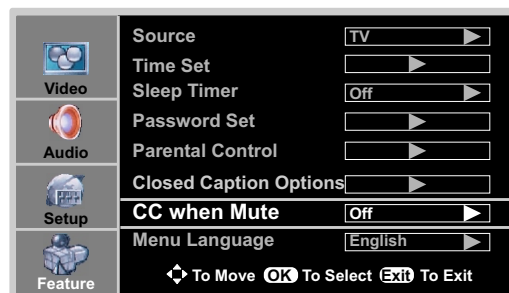 Video
Audio
Setup
Feature
Source TV
Time Set
Sleep Timer Off
Password Set
Parental Control
Closed Caption Options
CC when Mute Off
Menu Language English
To Move OK To Select Exit To Exit